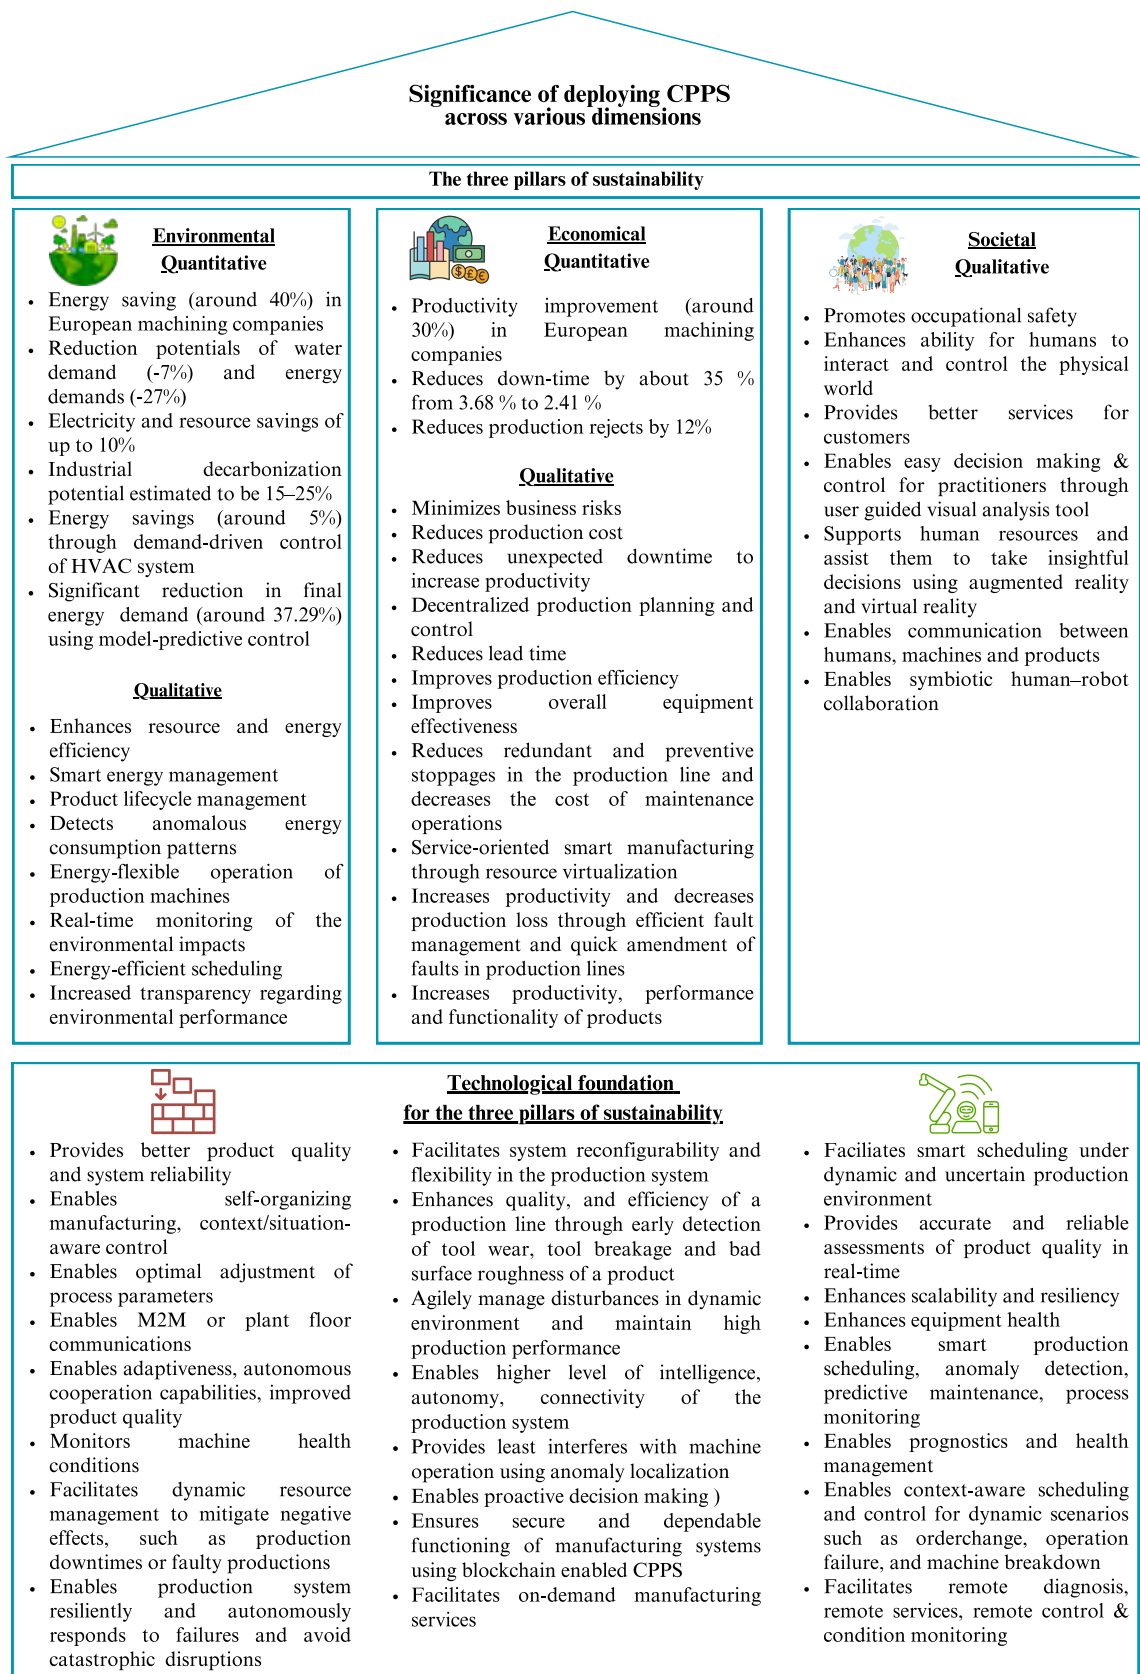 Significance of deploying CPPS
across various dimensions
The three pillars of sustainability
Environmental
Quantitative
• Energy saving (around 40%) in
European machining companies
• Reduction potentials of water
demand (-7%) and energy
demands (-27%)
• Electricity and resource savings of
up to 10%
• Industrial decarbonization
potential estimated to be 15–25%
• Energy savings (around 5%)
through demand-driven control
of HVAC system
• Significant reduction in final
energy demand (around 37.29%)
using model-predictive control
Qualitative
• Enhances resource and energy
efficiency
• Smart energy management
• Product lifecycle management
• Detects anomalous energy
consumption patterns
• Energy-flexible operation of
production machines
• Real-time monitoring of the
environmental impacts
• Energy-efficient scheduling
• Increased transparency regarding
environmental performance
Economical
Quantitative
• Productivity improvement (around
30%) in European machining
companies
• Reduces down-time by about 35 %
from 3.68 % to 2.41 %
• Reduces production rejects by 12%
Qualitative
• Minimizes business risks
• Reduces production cost
• Reduces unexpected downtime to
increase productivity
• Decentralized production planning and
control
• Reduces lead time
• Improves production efficiency
• Improves overall equipment
effectiveness
• Reduces redundant and preventive
stoppages in the production line and
decreases the cost of maintenance
operations
• Service-oriented smart manufacturing
through resource virtualization
• Increases productivity and decreases
production loss through efficient fault
management and quick amendment of
faults in production lines
• Increases productivity, performance
and functionality of products
Societal
Qualitative
• Promotes occupational safety
• Enhances ability for humans to
interact and control the physical
world
• Provides better services for
customers
• Enables easy decision making &
control for practitioners through
user guided visual analysis tool
• Supports human resources and
assist them to take insightful
decisions using augmented reality
and virtual reality
• Enables communication between
humans, machines and products
• Enables symbiotic human–robot
collaboration
Technological foundation
for the three pillars of sustainability
• Provides better product quality
and system reliability
• Enables self-organizing
manufacturing, context/situation-
aware control
• Enables optimal adjustment of
process parameters
• Enables M2M or plant floor
communications
• Enables adaptiveness, autonomous
cooperation capabilities, improved
product quality
• Monitors machine health
conditions
• Facilitates dynamic resource
management to mitigate negative
effects, such as production
downtimes or faulty productions
• Enables production system
resiliently and autonomously
responds to failures and avoid
catastrophic disruptions
• Facilitates system reconfigurability and
flexibility in the production system
• Enhances quality, and efficiency of a
production line through early detection
of tool wear, tool breakage and bad
surface roughness of a product
• Agilely manage disturbances in dynamic
environment and maintain high
production performance
• Enables higher level of intelligence,
autonomy, connectivity of the
production system
• Provides least interferes with machine
operation using anomaly localization
• Enables proactive decision making )
• Ensures secure and dependable
functioning of manufacturing systems
using blockchain enabled CPPS
• Facilitates on-demand manufacturing
services
• Faciliates smart scheduling under
dynamic and uncertain production
environment
• Provides accurate and reliable
assessments of product quality in
real-time
• Enhances scalability and resiliency
• Enhances equipment health
• Enables smart production
scheduling, anomaly detection,
predictive maintenance, process
monitoring
• Enables prognostics and health
management
• Enables context-aware scheduling
and control for dynamic scenarios
such as orderchange, operation
failure, and machine breakdown
• Facilitates remote diagnosis,
remote services, remote control &
condition monitoring